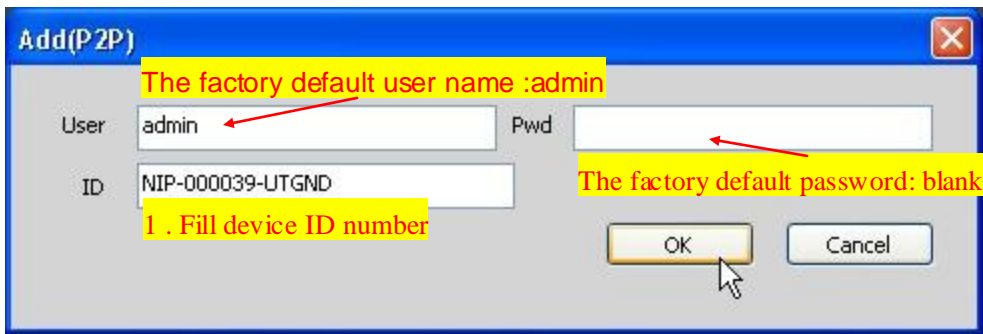 Add(P2P)
The factory default user name :admin
User admin Pwd
ID NIP-000039-UTGND
The factory default password: blank
1 . Fill device ID number
OK Cancel